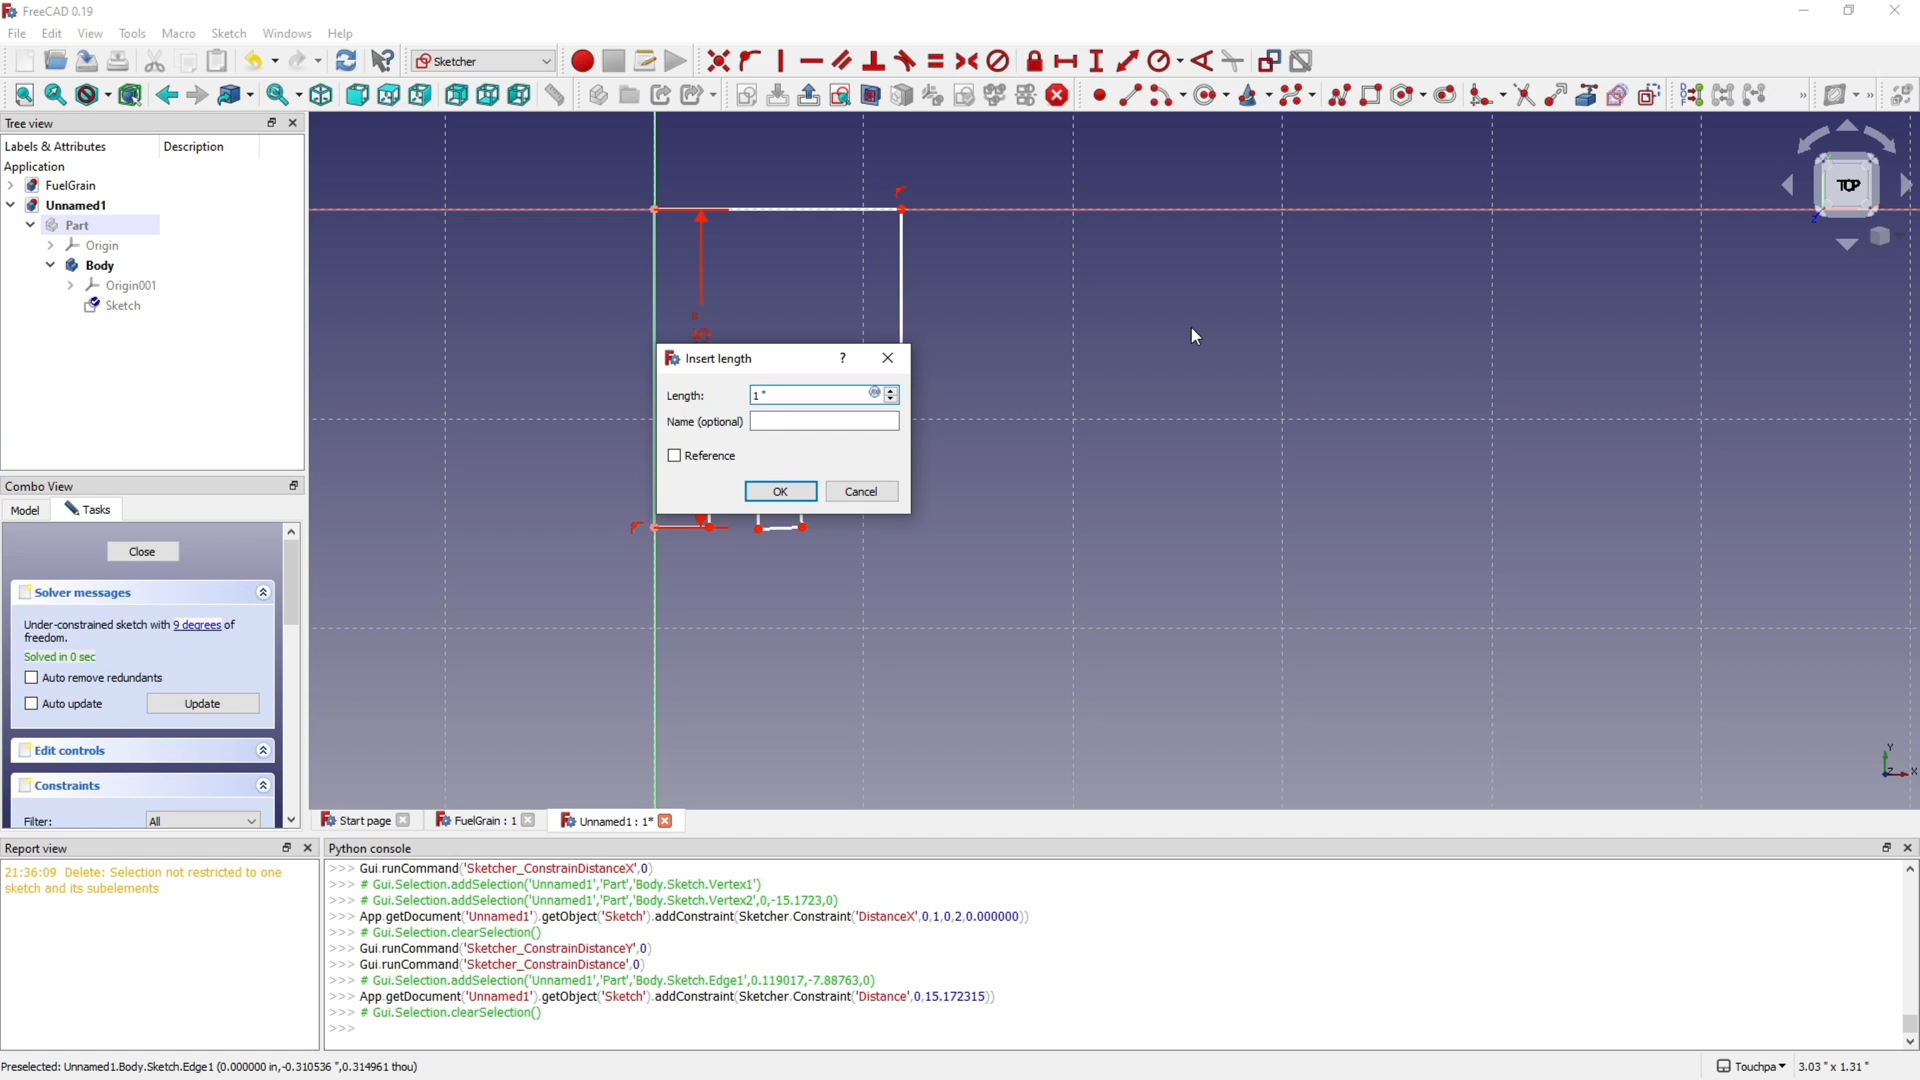 FreeCAD 0.19
File Edit View Tools Macro Sketch Windows Help
Sketcher
Tree view
Labels & Attributes Description
Application
FuelGrain
Unnamed1
Part
Origin
Body
Origin001
Sketch
TOP
Z
Insert length ?
Length: 1 "
Name (optional)
Reference
OK Cancel
Combo View
Model Tasks
Close
Solver messages
Under-constrained sketch with 9 degrees of
freedom.
Solved in 0 sec
Auto remove redundants
Auto update Update
Edit controls
Constraints
Filter: All
Y
Z X
Start page FuelGrain : 1 Unnamed1 : 1*
Report view
21:36:09 Delete: Selection not restricted to one
sketch and its subelements
Python console
>>> Gui.runCommand('Sketcher_ConstrainDistanceX',0)
>>> # Gui.Selection.addSelection('Unnamed1','Part','Body.Sketch.Vertex1')
>>> # Gui.Selection.addSelection('Unnamed1','Part','Body.Sketch.Vertex2',0,-15.1723,0)
>>> App.getDocument('Unnamed1').getObject('Sketch').addConstraint(Sketcher.Constraint('DistanceX',0,1,0,2,0.000000))
>>> # Gui.Selection.clearSelection()
>>> Gui.runCommand('Sketcher_ConstrainDistanceY',0)
>>> Gui.runCommand('Sketcher_ConstrainDistance',0)
>>> # Gui.Selection.addSelection('Unnamed1','Part','Body.Sketch.Edge1',0.119017,-7.88763,0)
>>> App.getDocument('Unnamed1').getObject('Sketch').addConstraint(Sketcher.Constraint('Distance',0,15.172315))
>>> # Gui.Selection.clearSelection()
>>>
Preselected: Unnamed1.Body.Sketch.Edge1 (0.000000 in,-0.310536 ",0.314961 thou)
Touchpa 3.03 " x 1.31 "